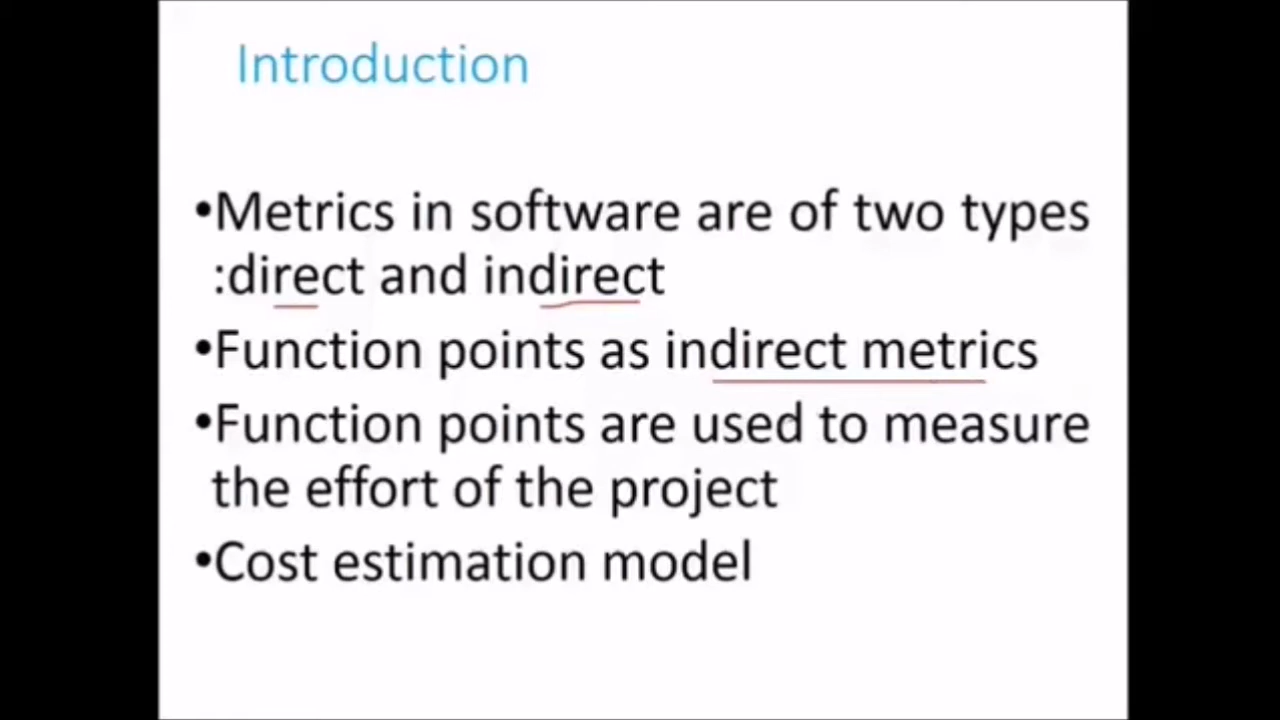 Introduction
•Metrics in software are of two types
:direct and indirect
•Function points as indirect metrics
•Function points are used to measure
the effort of the project
•Cost estimation model